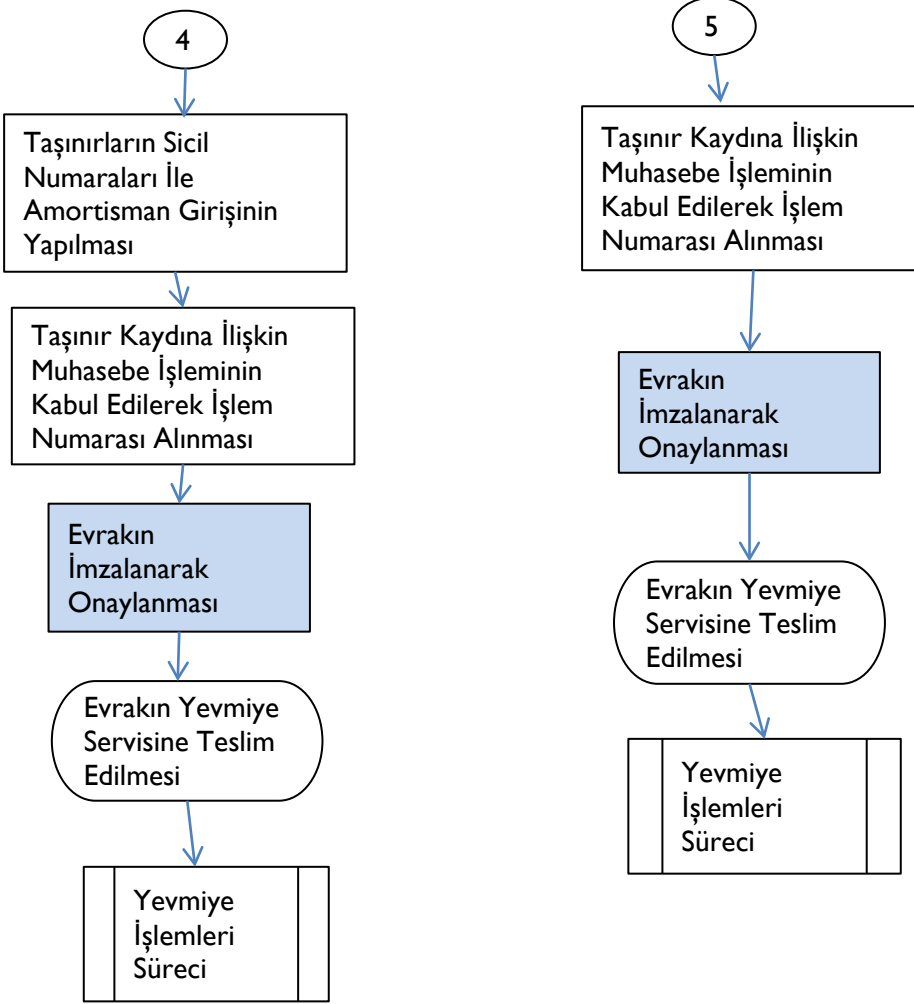 4
Taşınırların Sicil
Numaraları İle
Amortisman Girişinin
Yapılması
Taşınır Kaydına İlişkin
Muhasebe İşleminin
Kabul Edilerek İşlem
Numarası Alınması
Evrakın
İmzalanarak
Onaylanması
Evrakın Yevmiye
Servisine Teslim
Edilmesi
Yevmiye
İşlemleri
Süreci
5
Taşınır Kaydına İlişkin
Muhasebe İşleminin
Kabul Edilerek İşlem
Numarası Alınması
Evrakın
İmzalanarak
Onaylanması
Evrakın Yevmiye
Servisine Teslim
Edilmesi
Yevmiye
İşlemleri
Süreci